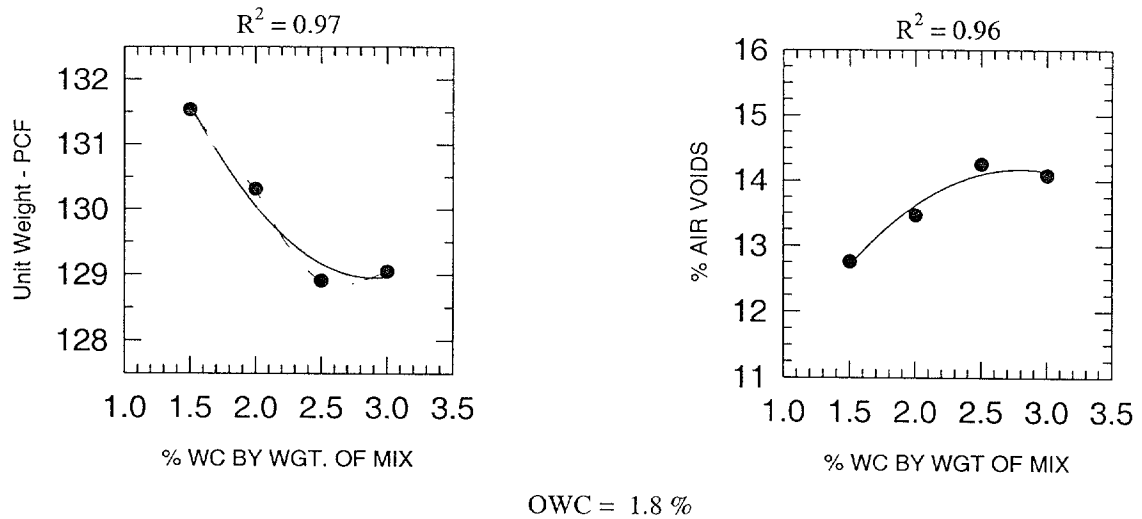 R² = 0.97
132
131
130
129
128
Unit Weight - PCF
1.0 1.5 2.0 2.5 3.0 3.5
% WC BY WGT. OF MIX
R² = 0.96
16
15
14
13
12
11
% AIR VOIDS
1.0 1.5 2.0 2.5 3.0 3.5
% WC BY WGT OF MIX
OWC = 1.8 %